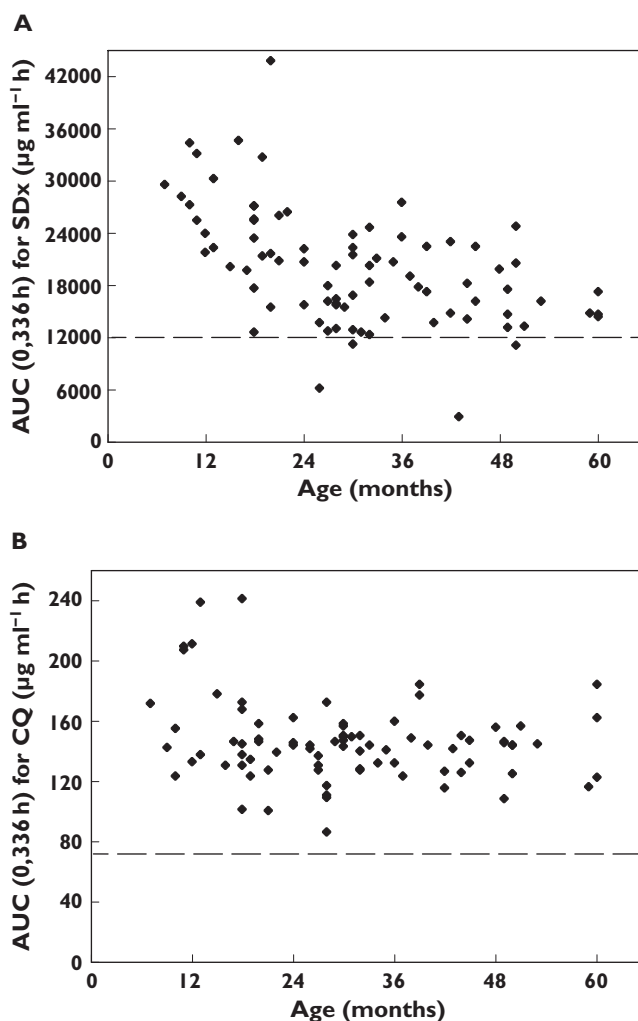 A
AUC (0,336 h) for SDx (µg ml⁻¹ h)
42000
36000
30000
24000
18000
12000
6000
0
0 12 24 36 48 60
Age (months)
B
AUC (0,336 h) for CQ (µg ml⁻¹ h)
240
200
160
120
80
40
0
0 12 24 36 48 60
Age (months)